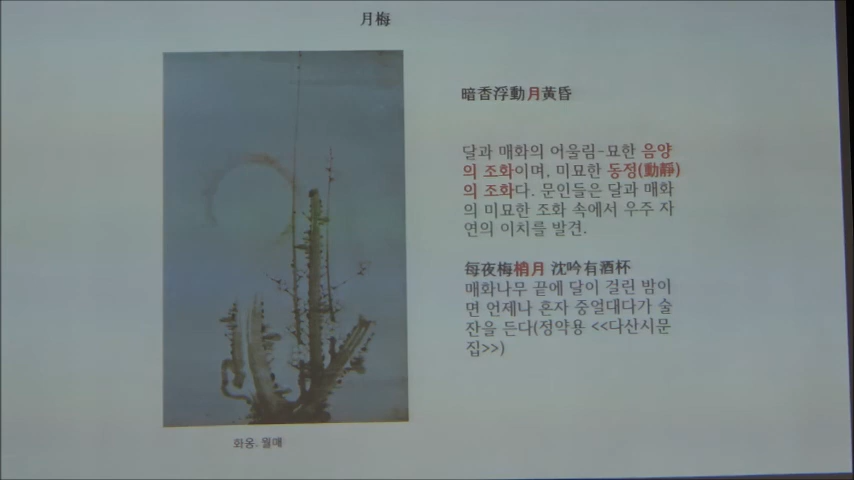 月梅
暗香浮動月黃昏
달과 매화의 어울림-묘한 음양
의 조화이며, 미묘한 동정(動靜)
의 조화다. 문인들은 달과 매화
의 미묘한 조화 속에서 우주 자
연의 이치를 발견.
每夜梅梢月 沈吟有酒杯
매화나무 끝에 달이 걸린 밤이
면 언제나 혼자 중얼대다가 술
잔을 든다(정약용 <<다산시문
집>>)
화옹, 월매